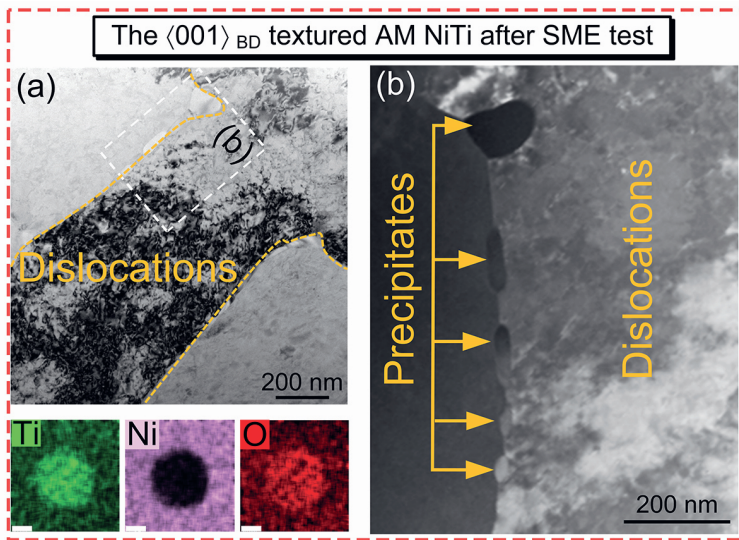 The ⟨001⟩ BD textured AM NiTi after SME test
(a)
(b)
Dislocations
200 nm
Ti
Ni
O
(b)
Precipitates
Dislocations
200 nm